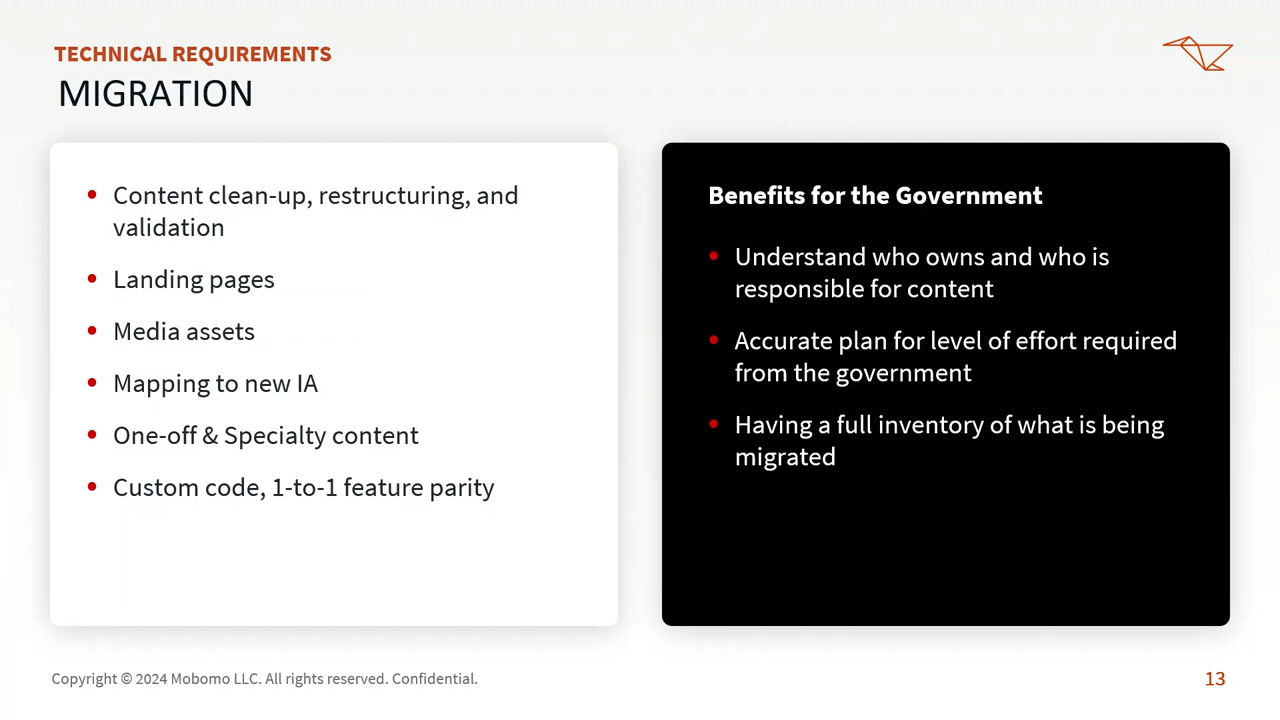 TECHNICAL REQUIREMENTS
MIGRATION
• Content clean-up, restructuring, and
validation
• Landing pages
• Media assets
• Mapping to new IA
• One-off & Specialty content
• Custom code, 1-to-1 feature parity
Benefits for the Government
• Understand who owns and who is
responsible for content
• Accurate plan for level of effort required
from the government
• Having a full inventory of what is being
migrated
Copyright © 2024 Mobomo LLC. All rights reserved. Confidential.
13